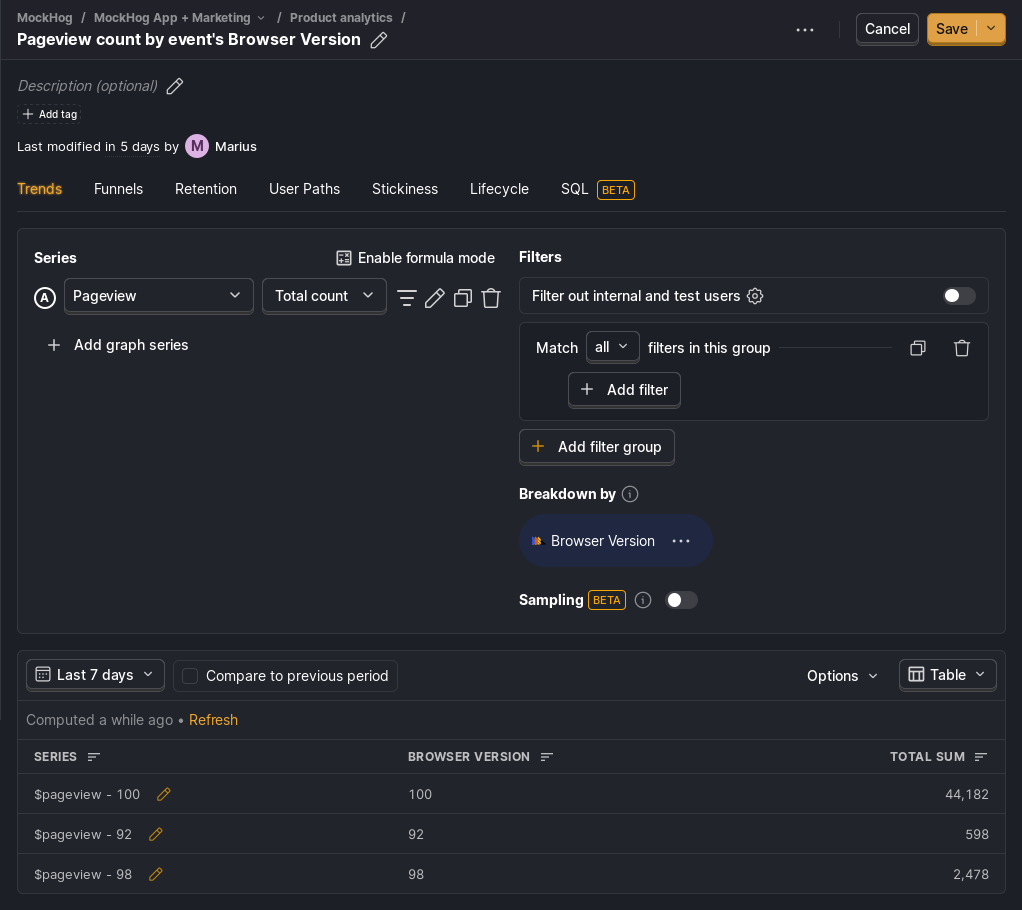 MockHog / MockHog App + Marketing / Product analytics /
Pageview count by event's Browser Version
Cancel
Save
Description (optional)
Add tag
Last modified in 5 days by M Marius
Trends Funnels Retention User Paths Stickiness Lifecycle SQL BETA
Series
Enable formula mode
A Pageview Total count
Add graph series
Filters
Filter out internal and test users
Match all filters in this group
Add filter
Add filter group
Breakdown by
Browser Version
Sampling BETA
Last 7 days Compare to previous period Options Table
Computed a while ago • Refresh
SERIES BROWSER VERSION TOTAL SUM
$pageview - 100 100 44,182
$pageview - 92 92 598
$pageview - 98 98 2,478